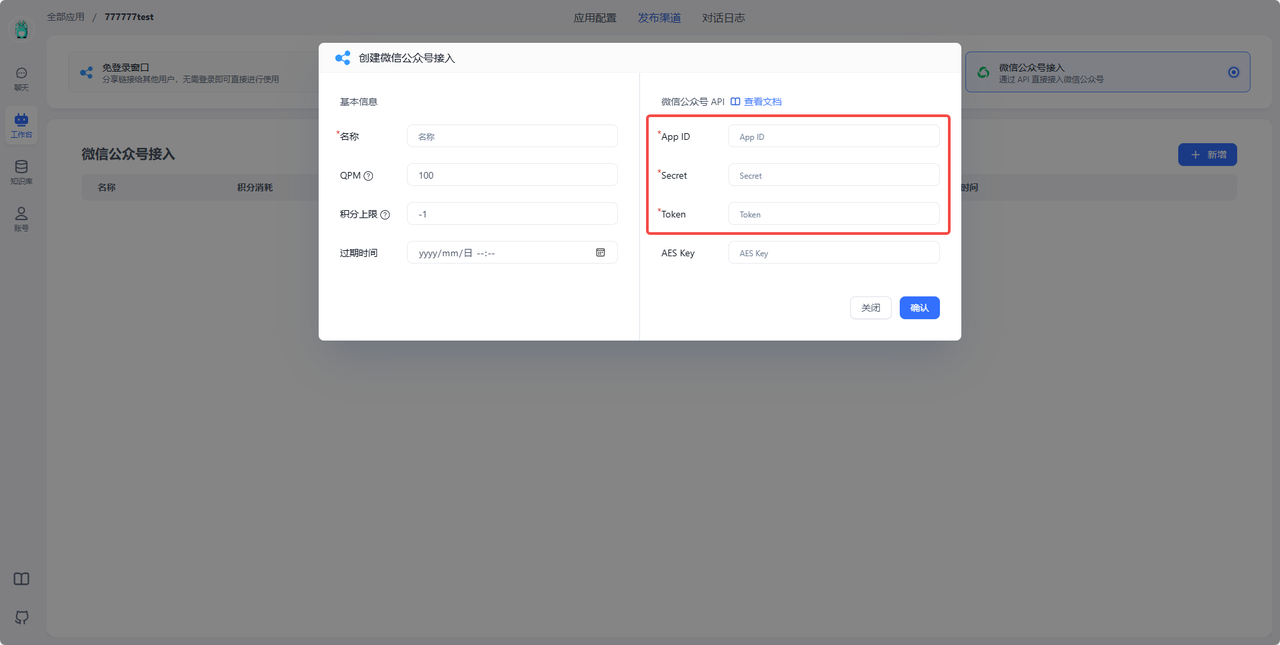 全部应用 / 777777test
应用配置 发布渠道 对话日志
聊天
工作台
知识库
账号
免登录窗口
分享链接给其他用户，无需登录即可直接进行使用
微信公众号接入
通过 API 直接接入微信公众号
微信公众号接入
+ 新增
名称 积分消耗 时间
创建微信公众号接入
基本信息
*名称 名称
QPM 100
积分上限 -1
过期时间 yyyy/mm/日 --:--
微信公众号 API 查看文档
*App ID App ID
*Secret Secret
*Token Token
AES Key AES Key
关闭 确认